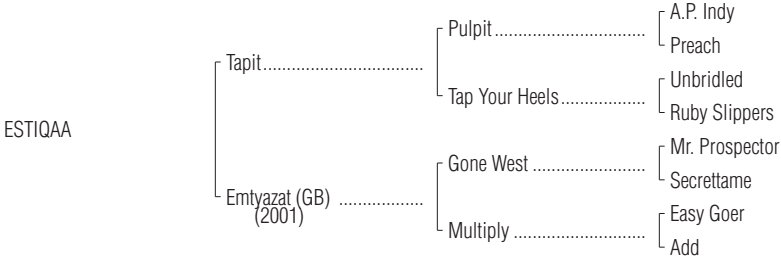 A.P. Indy
Pulpit..............................
Preach
Tapit................................
Unbridled
Tap Your Heels.................
Ruby Slippers
ESTIQAA
Mr. Prospector
Gone West ......................
Secrettame
Emtyazat (GB) .................
(2001)
Easy Goer
Multiply ..........................
Add